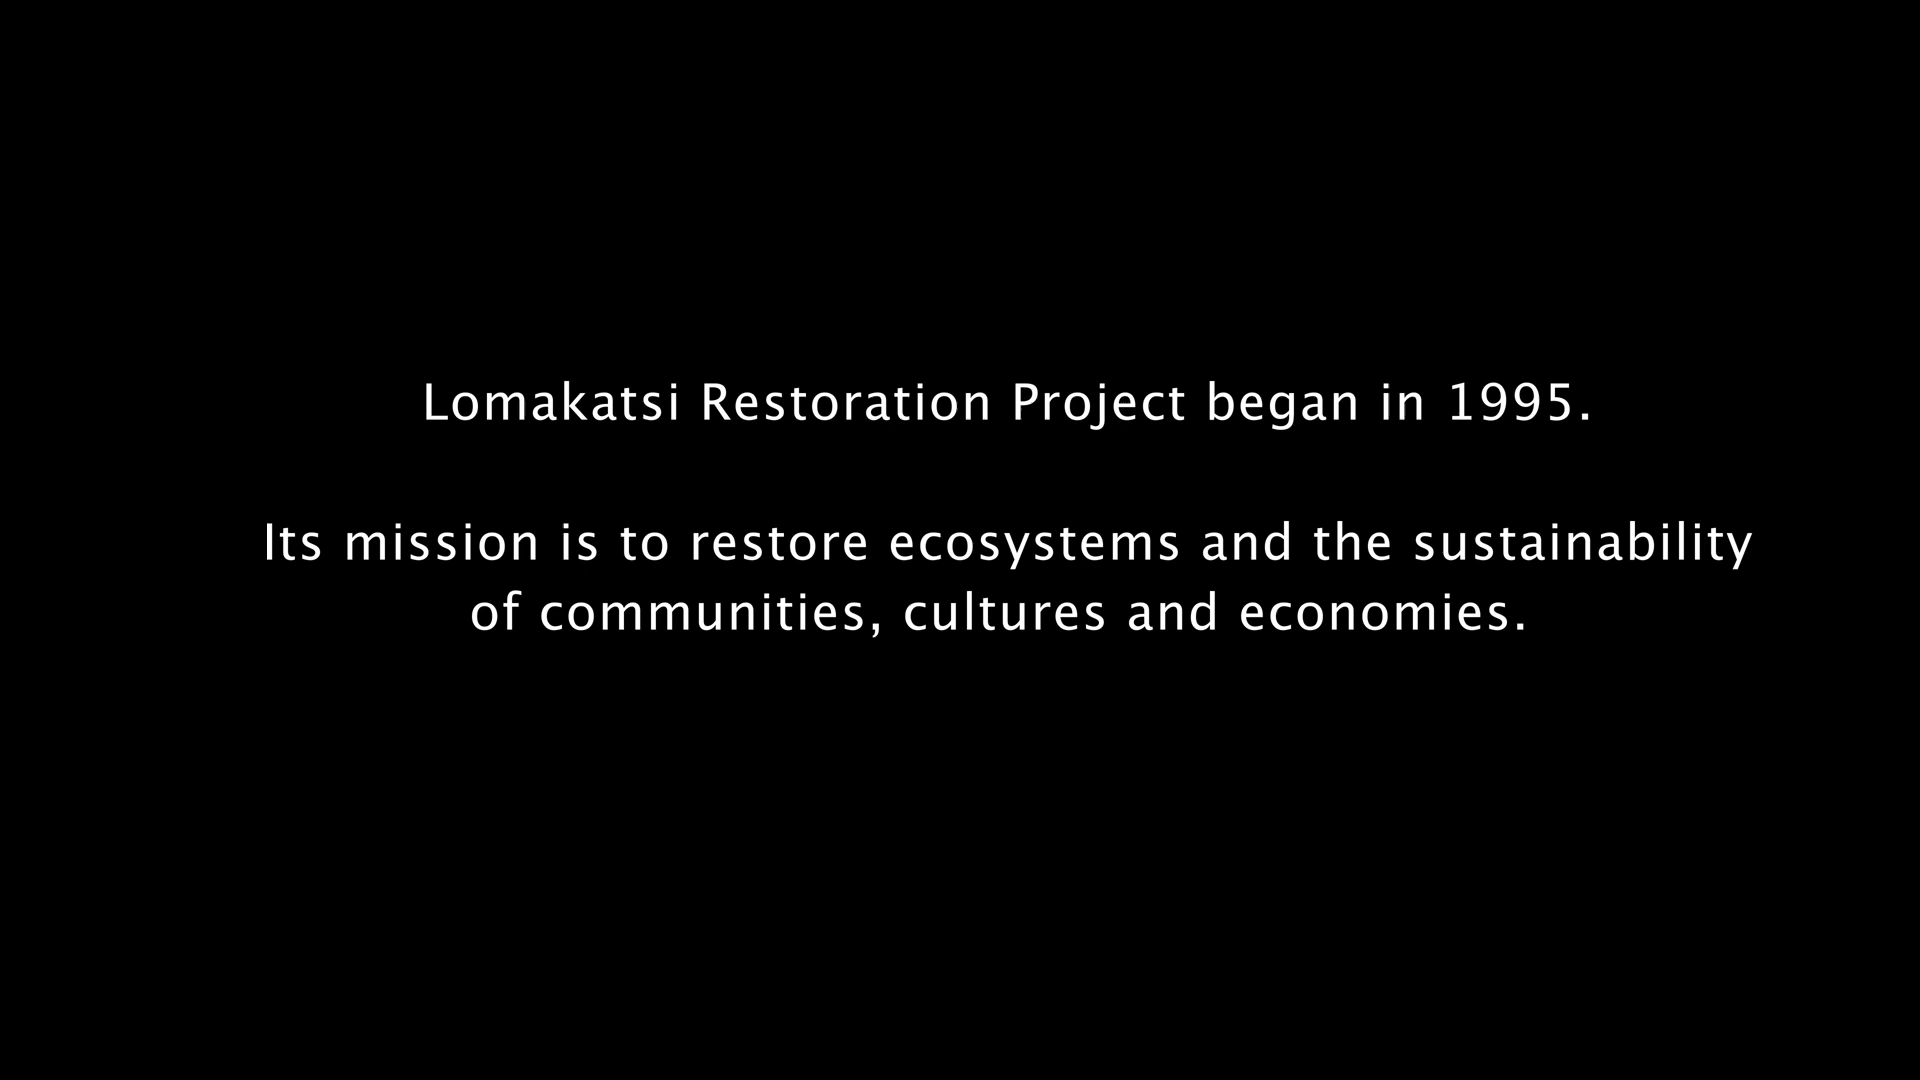 Lomakatsi Restoration Project began in 1995.
Its mission is to restore ecosystems and the sustainability
of communities, cultures and economies.